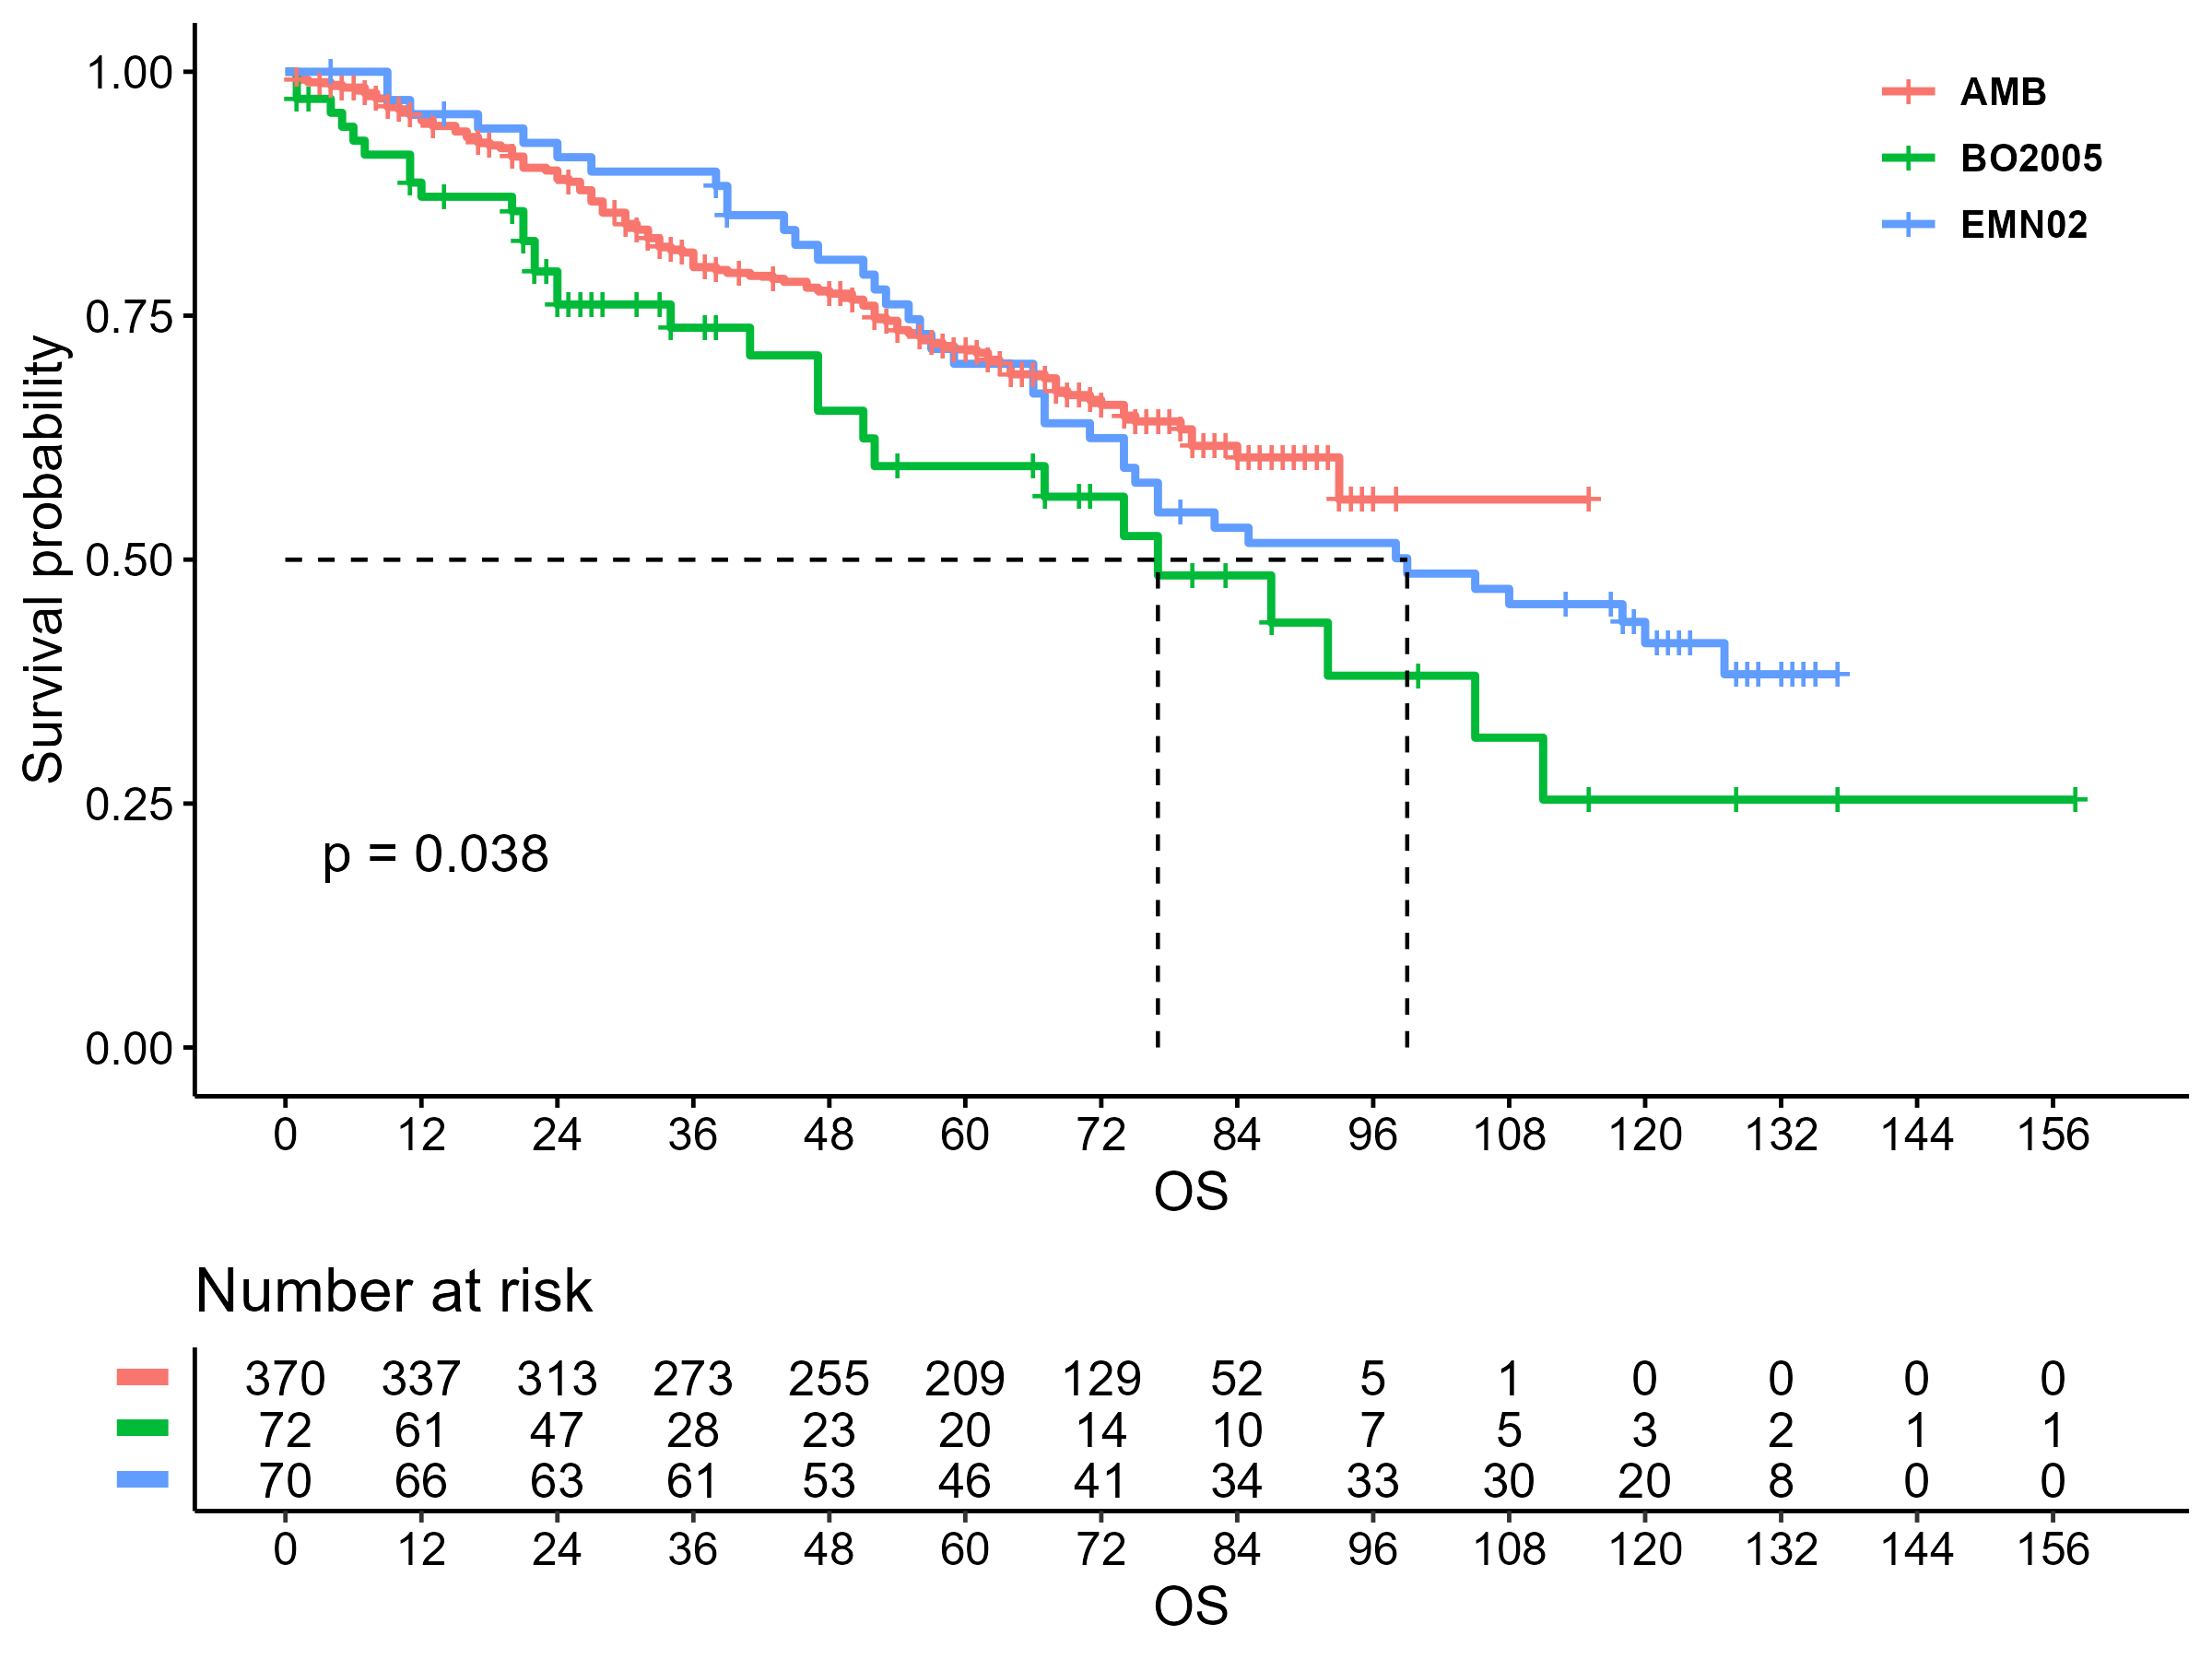 1.00
0.75
0.50
0.25
0.00
Survival probability
AMB
BO2005
EMN02
p = 0.038
0 12 24 36 48 60 72 84 96 108 120 132 144 156
OS
Number at risk
370 337 313 273 255 209 129 52 5 1 0 0 0 0
72 61 47 28 23 20 14 10 7 5 3 2 1 1
70 66 63 61 53 46 41 34 33 30 20 8 0 0
0 12 24 36 48 60 72 84 96 108 120 132 144 156
OS